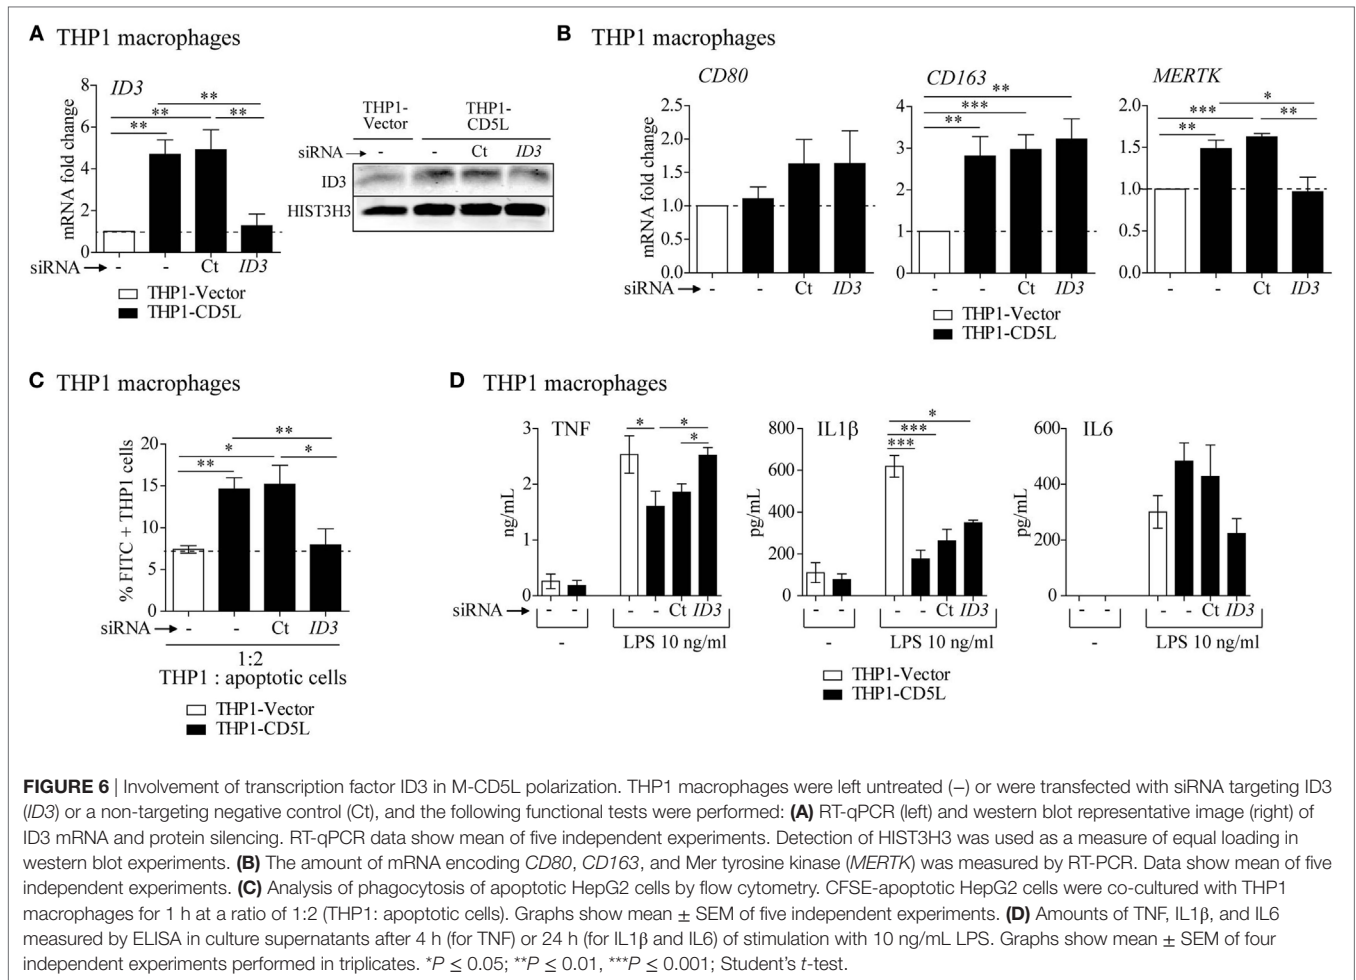 A THP1 macrophages
ID3
mRNA fold change
8
6
4
2
0
** ** ** ** **
siRNA → - - Ct ID3
THP1-Vector
THP1-CD5L
THP1-
Vector
THP1-
CD5L
siRNA → - - Ct ID3
ID3
HIST3H3
B THP1 macrophages
CD80
mRNA fold change
2.5
2.0
1.5
1.0
0.5
0.0
siRNA → - - Ct ID3
CD163
4
3
2
1
0
**
***
**
- - Ct ID3
MERTK
2.0
1.5
1.0
0.5
0.0
*
*** **
**
- - Ct ID3
THP1-Vector
THP1-CD5L
C THP1 macrophages
% FITC + THP1 cells
20
15
10
5
0
**
* *
**
siRNA → - - Ct ID3
1:2
THP1 : apoptotic cells
THP1-Vector
THP1-CD5L
D THP1 macrophages
TNF
ng/mL
3
2
1
0
* *
*
siRNA → - - - - Ct ID3
- LPS 10 ng/ml
IL1β
pg/mL
800
600
400
200
0
*
***
***
- - - - Ct ID3
- LPS 10 ng/ml
IL6
pg/mL
600
400
200
0
- - - - Ct ID3
- LPS 10 ng/ml
THP1-Vector
THP1-CD5L
FIGURE 6 | Involvement of transcription factor ID3 in M-CD5L polarization. THP1 macrophages were left untreated (−) or were transfected with siRNA targeting ID3
(ID3) or a non-targeting negative control (Ct), and the following functional tests were performed: (A) RT-qPCR (left) and western blot representative image (right) of
ID3 mRNA and protein silencing. RT-qPCR data show mean of five independent experiments. Detection of HIST3H3 was used as a measure of equal loading in
western blot experiments. (B) The amount of mRNA encoding CD80, CD163, and Mer tyrosine kinase (MERTK) was measured by RT-PCR. Data show mean of five
independent experiments. (C) Analysis of phagocytosis of apoptotic HepG2 cells by flow cytometry. CFSE-apoptotic HepG2 cells were co-cultured with THP1
macrophages for 1 h at a ratio of 1:2 (THP1: apoptotic cells). Graphs show mean ± SEM of five independent experiments. (D) Amounts of TNF, IL1β, and IL6
measured by ELISA in culture supernatants after 4 h (for TNF) or 24 h (for IL1β and IL6) of stimulation with 10 ng/mL LPS. Graphs show mean ± SEM of four
independent experiments performed in triplicates. *P ≤ 0.05; **P ≤ 0.01, ***P ≤ 0.001; Student's t-test.